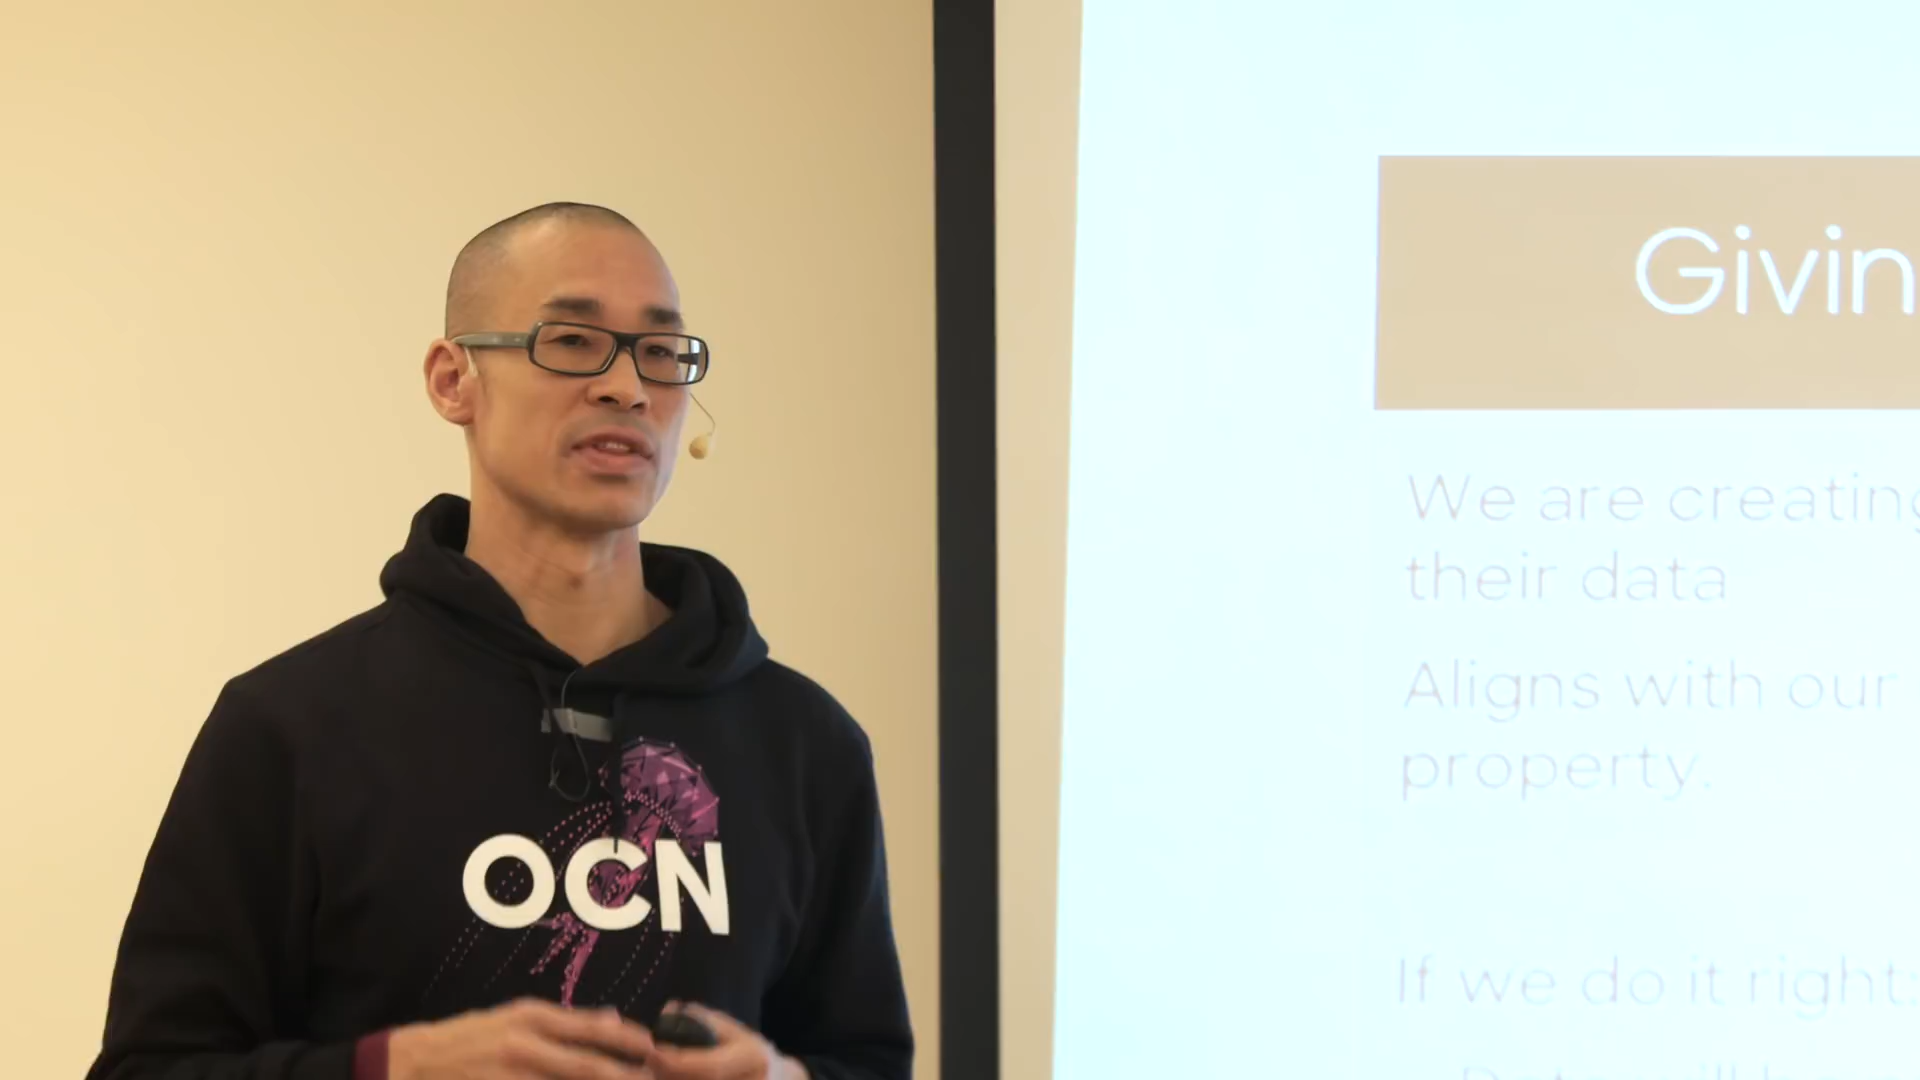 OCN
Givin
We are creating
their data
Aligns with our
property.
If we do it right: